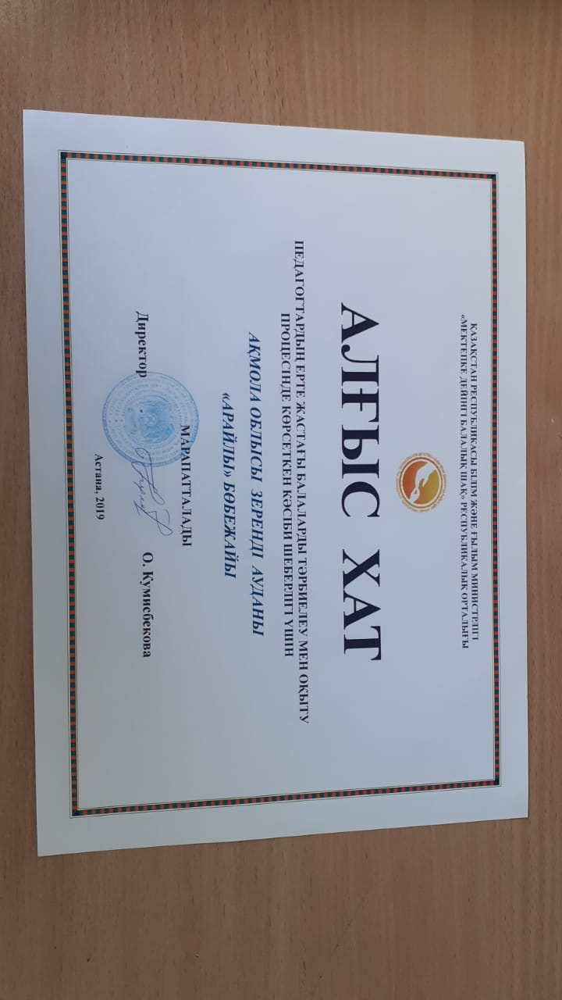 ҚАЗАҚСТАН РЕСПУБЛИКАСЫ БІЛІМ ЖӘНЕ ҒЫЛЫМ МИНИСТРЛІГІ
«МЕКТЕПКЕ ДЕЙІНГІ БАЛАЛЫҚ ШАҚ» РЕСПУБЛИКАЛЫҚ ОРТАЛЫҒЫ
АЛҒЫС ХАТ
ПЕДАГОГТАРДЫҢ ЕРТЕ ЖАСТАҒЫ БАЛАЛАРДЫ ТӘРБИЕЛЕУ МЕН ОҚЫТУ
ПРОЦЕСІНДЕ КӨРСЕТКЕН КӘСІБИ ШЕБЕРЛІГІ ҮШІН
АҚМОЛА ОБЛЫСЫ ЗЕРЕНДІ АУДАНЫ
«АРАЙЛЫ» БӨБЕЖАЙЫ
МАРАПАТТАЛАДЫ
Директор О. Кумисбекова
Астана, 2019